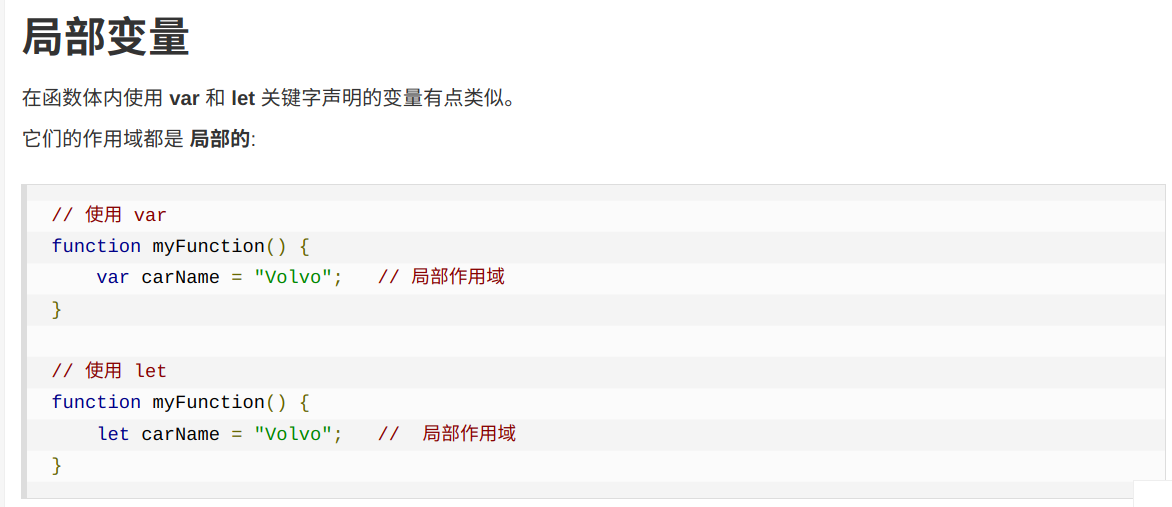 局部变量
在函数体内使用 var 和 let 关键字声明的变量有点类似。
它们的作用域都是 局部的:
// 使用 var
function myFunction() {
    var carName = "Volvo";   // 局部作用域
}
// 使用 let
function myFunction() {
    let carName = "Volvo";   //  局部作用域
}